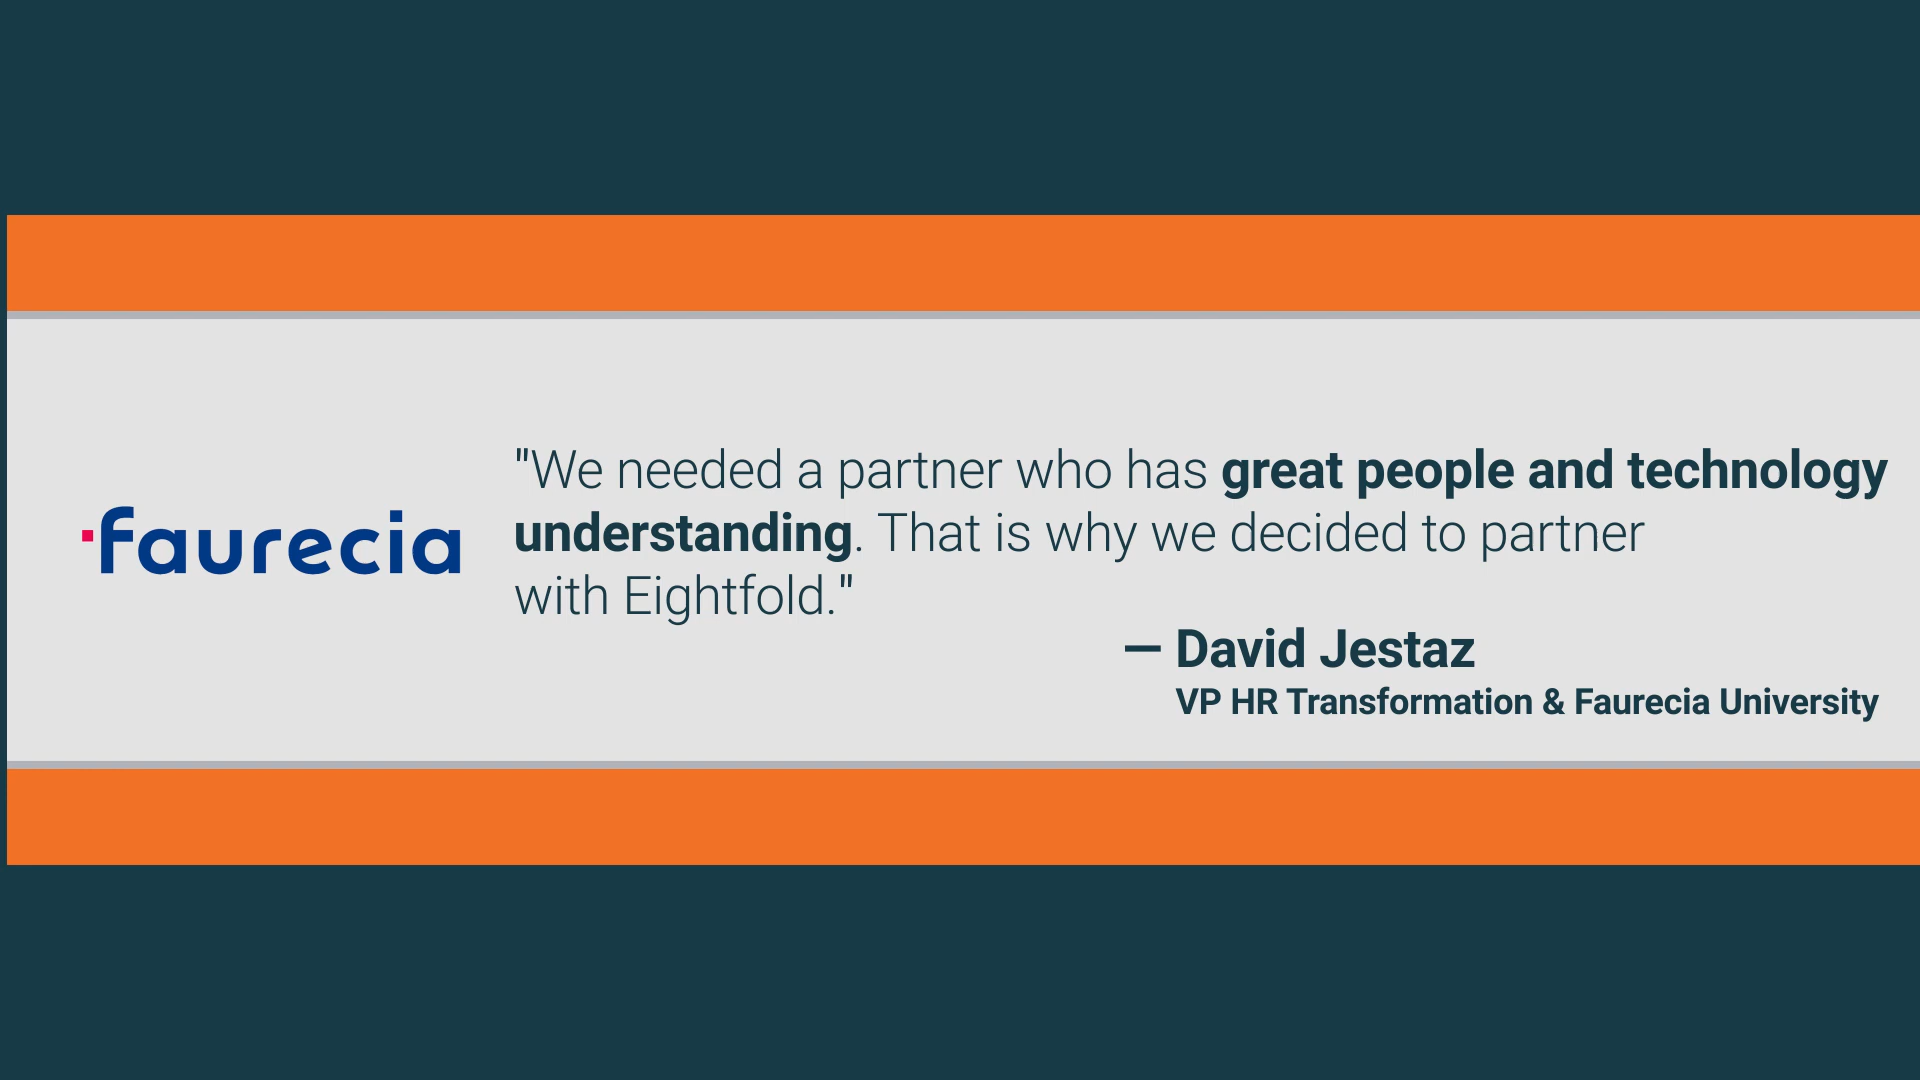 faurecia
"We needed a partner who has great people and technology
understanding. That is why we decided to partner
with Eightfold."
— David Jestaz
VP HR Transformation & Faurecia University